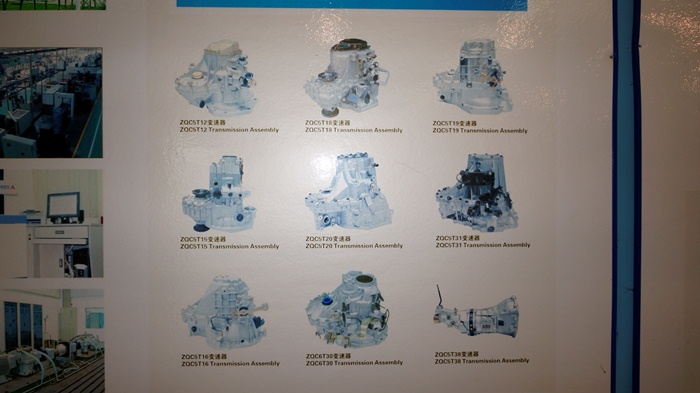 ZQC5T12变速器
ZQC5T12 Transmission Assembly
ZQC5T18变速器
ZQC5T18 Transmission Assembly
ZQC5T19变速器
ZQC5T19 Transmission Assembly
ZQC5T15变速器
ZQC5T15 Transmission Assembly
ZQC5T20变速器
ZQC5T20 Transmission Assembly
ZQC5T31变速器
ZQC5T31 Transmission Assembly
ZQC5T16变速器
ZQC5T16 Transmission Assembly
ZQC6T30变速器
ZQC6T30 Transmission Assembly
ZQC5T38变速器
ZQC5T38 Transmission Assembly